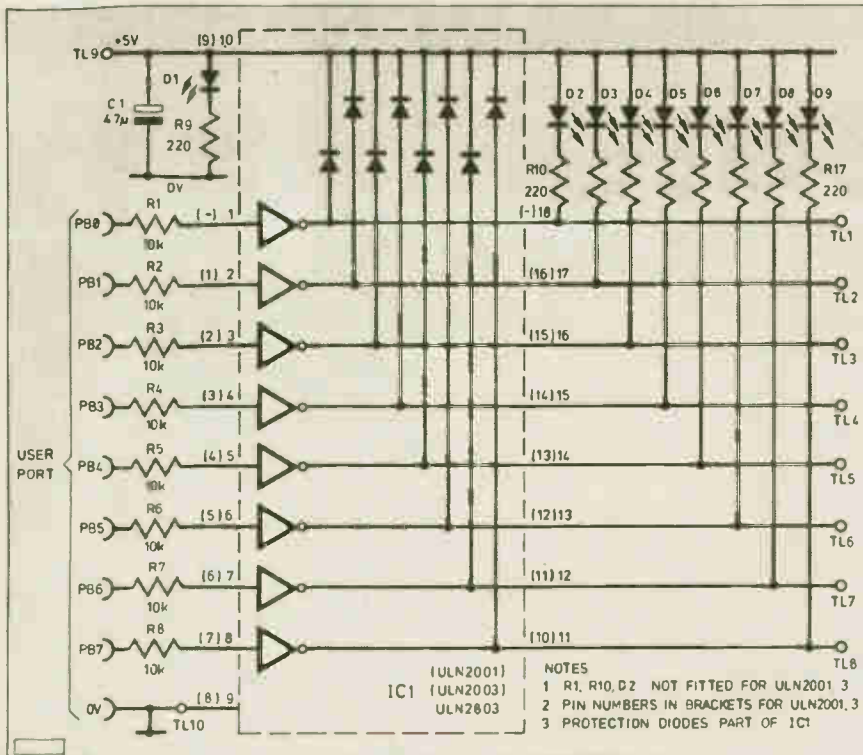 TL9
+5V
(9) 10
D1
C1
4.7µ
R9
220
0V
D2
D3
D4
D5
D6
D7
D8
D9
R10
220
R17
220
USER
PORT
PB0
R1
10k
(-) 1
(-)18
TL1
PB1
R2
10k
(1) 2
(16)17
TL2
PB2
R3
10k
(2) 3
(15)16
TL3
PB3
R4
10k
(3) 4
(14)15
TL4
PB4
R5
10k
(4) 5
(13)14
TL5
PB5
R6
10k
(5) 6
(12)13
TL6
PB6
R7
10k
(6) 7
(11)12
TL7
PB7
R8
10k
(7) 8
(10)11
TL8
0V
TL10
(8) 9
IC1
(ULN2001)
(ULN2003)
ULN2803
NOTES
1 R1, R10, D2 NOT FITTED FOR ULN2001, 3
2 PIN NUMBERS IN BRACKETS FOR ULN2001, 3
3 PROTECTION DIODES PART OF IC1